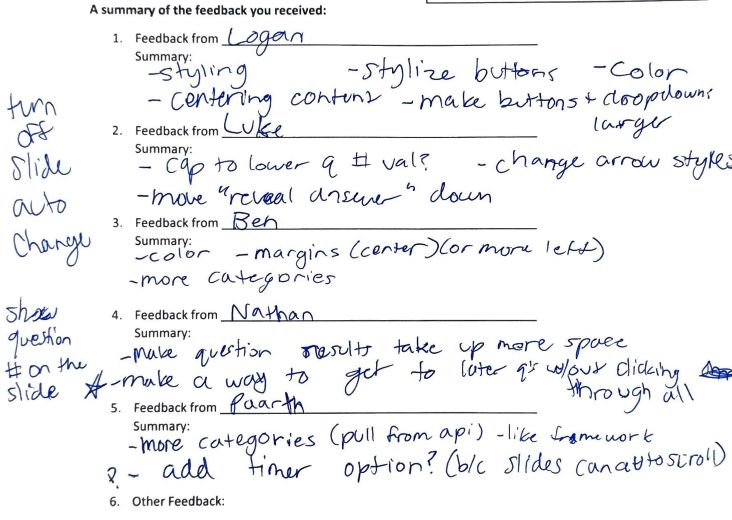 A summary of the feedback you received:
1. Feedback from Logan
Summary:
-styling -stylize buttons -color
- centering content -make buttons + dropdowns larger
turn off slide auto change
2. Feedback from Luke
Summary:
- cap to lower q # val? - change arrow styles
-move "reveal answer" down
3. Feedback from Ben
Summary:
-color -margins (center) (or more left)
-more categories
show question # on the slide
4. Feedback from Nathan
Summary:
-make question results take up more space
-make a way to get to later q's w/out clicking through all
5. Feedback from Paarth
Summary:
-more categories (pull from api) -like framework
? - add timer option? (b/c slides can autoscroll)
6. Other Feedback: